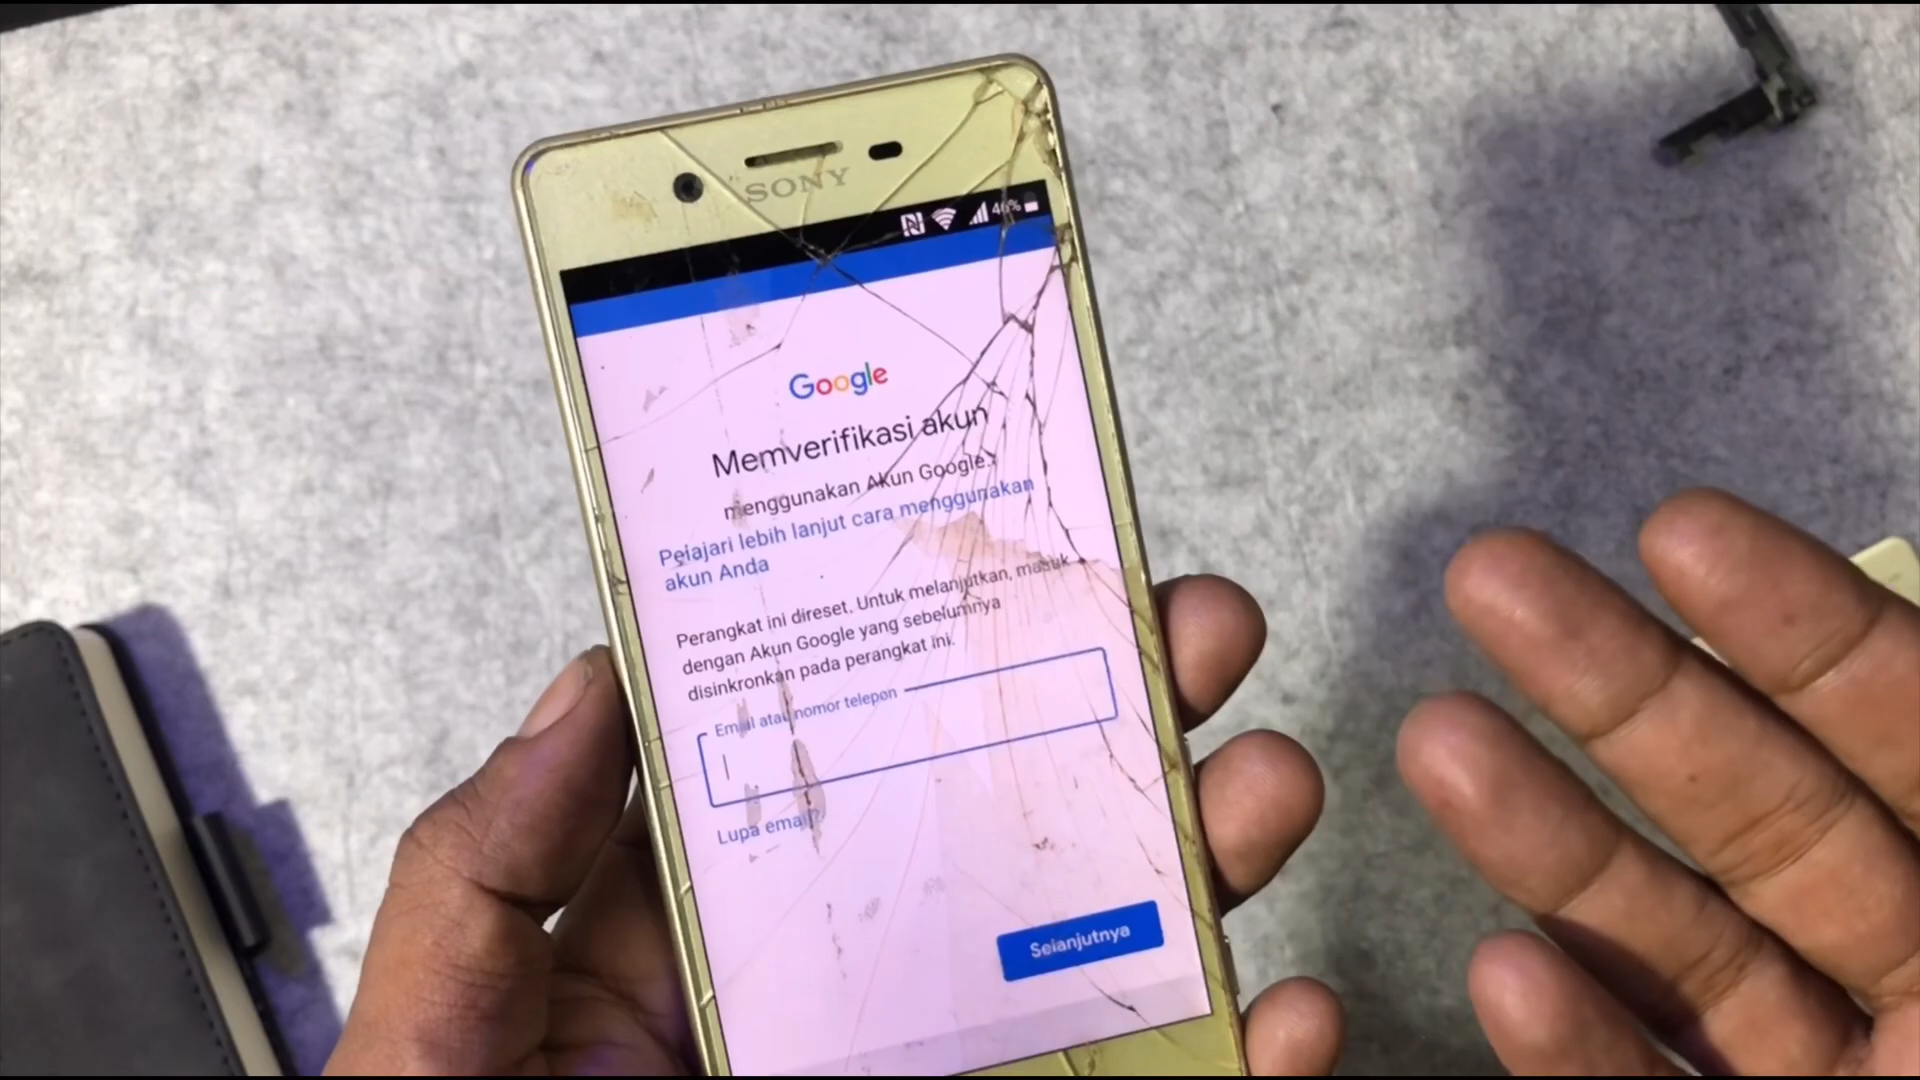 SONY
46%
Google
Memverifikasi akun
menggunakan Akun Google.
Pelajari lebih lanjut cara menggunakan
akun Anda
Perangkat ini direset. Untuk melanjutkan, masuk
dengan Akun Google yang sebelumnya
disinkronkan pada perangkat ini.
Email atau nomor telepon
Lupa email?
Selanjutnya